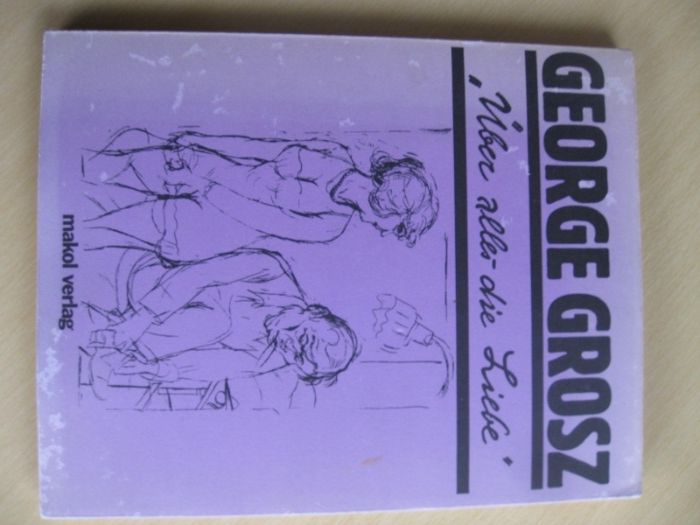 GEORGE GROSZ
„Über alles die Liebe“
makol verlag